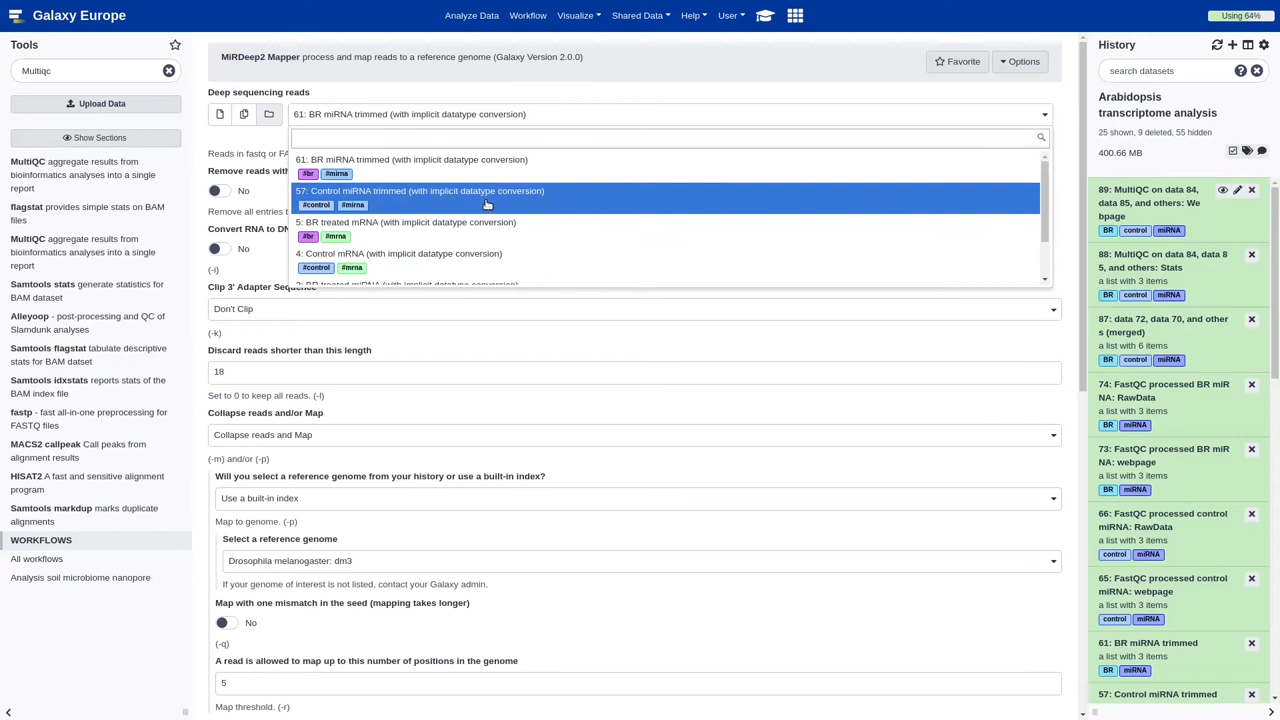 Galaxy Europe
Analyze Data
Workflow
Visualize
Shared Data
Help
User
Using 64%
Tools
Multiqc
Upload Data
Show Sections
MultiQC aggregate results from
bioinformatics analyses into a single
report
flagstat provides simple stats on BAM
files
MultiQC aggregate results from
bioinformatics analyses into a single
report
Samtools stats generate statistics for
BAM dataset
Alleyoop - post-processing and QC of
Slamdunk analyses
Samtools flagstat tabulate descriptive
stats for BAM datset
Samtools idxstats reports stats of the
BAM index file
fastp - fast all-in-one preprocessing for
FASTQ files
MACS2 callpeak Call peaks from
alignment results
HISAT2 A fast and sensitive alignment
program
Samtools markdup marks duplicate
alignments
WORKFLOWS
All workflows
Analysis soil microbiome nanopore
MiRDeep2 Mapper process and map reads to a reference genome (Galaxy Version 2.0.0)
Favorite
Options
Deep sequencing reads
61: BR miRNA trimmed (with implicit datatype conversion)
61: BR miRNA trimmed (with implicit datatype conversion)
#br #mirna
57: Control miRNA trimmed (with implicit datatype conversion)
#control #mirna
5: BR treated mRNA (with implicit datatype conversion)
#br #mrna
4: Control mRNA (with implicit datatype conversion)
#control #mrna
Reads in fastq or FA
Remove reads with
No
Remove all entries t
Convert RNA to DN
No
(-i)
Clip 3' Adapter Sequence
Don't Clip
(-k)
Discard reads shorter than this length
18
Set to 0 to keep all reads. (-l)
Collapse reads and/or Map
Collapse reads and Map
(-m) and/or (-p)
Will you select a reference genome from your history or use a built-in index?
Use a built-in index
Map to genome. (-p)
Select a reference genome
Drosophila melanogaster: dm3
If your genome of interest is not listed, contact your Galaxy admin.
Map with one mismatch in the seed (mapping takes longer)
No
(-q)
A read is allowed to map up to this number of positions in the genome
5
Map threshold. (-r)
History
search datasets
Arabidopsis
transcriptome analysis
25 shown, 9 deleted, 55 hidden
400.66 MB
89: MultiQC on data 84,
data 85, and others: We
bpage
BR control miRNA
88: MultiQC on data 84, data 8
5, and others: Stats
a list with 3 items
BR control miRNA
87: data 72, data 70, and other
s (merged)
a list with 6 items
BR control miRNA
74: FastQC processed BR miR
NA: RawData
a list with 3 items
BR miRNA
73: FastQC processed BR miR
NA: webpage
a list with 3 items
BR miRNA
66: FastQC processed control
miRNA: RawData
a list with 3 items
control miRNA
65: FastQC processed control
miRNA: webpage
a list with 3 items
control miRNA
61: BR miRNA trimmed
a list with 3 items
BR miRNA
57: Control miRNA trimmed